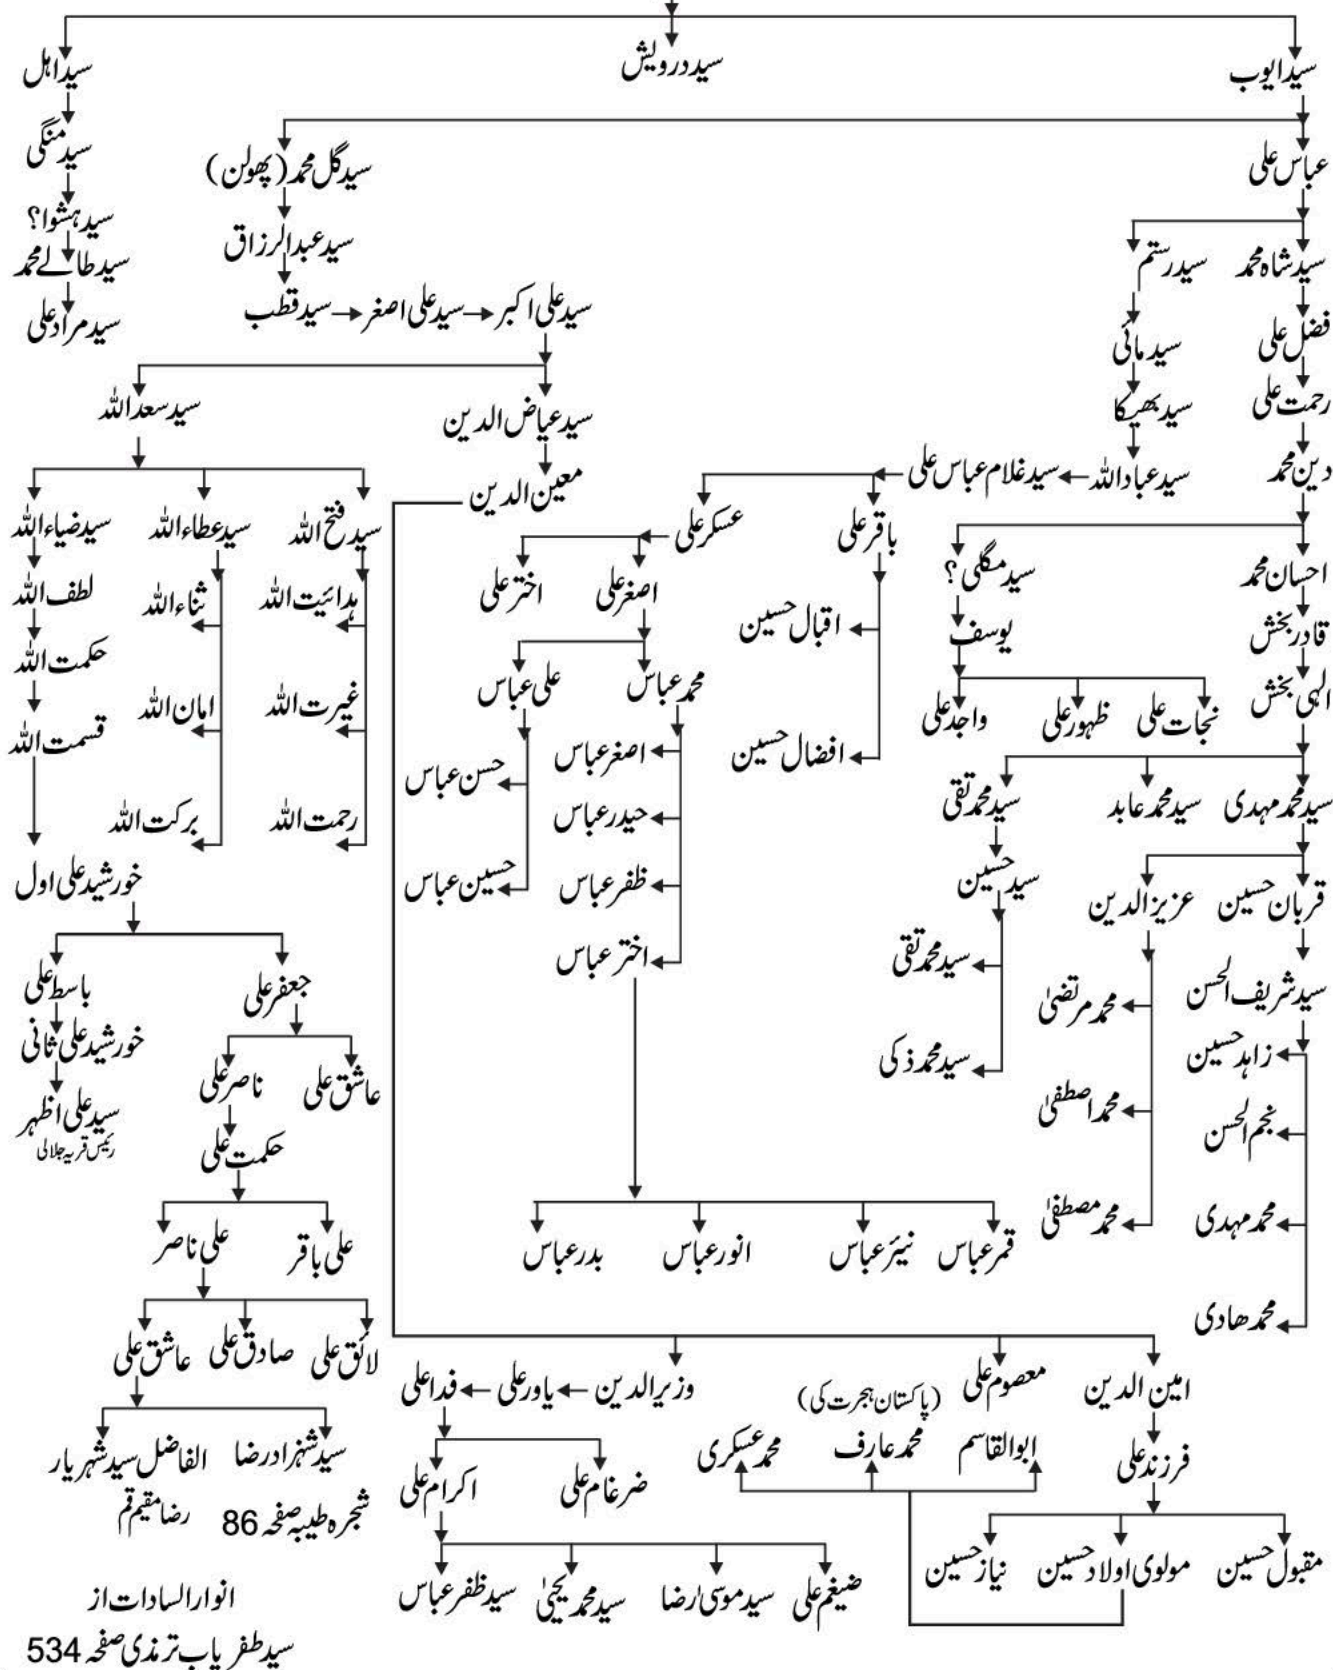 سید ایوب
سید درویش
سید اہل
عباس علی
سید گل محمد (پھولن)
سید منگی
سید شاہ محمد
سید رستم
سید عبدالرزاق
سید ہشوا؟
سید طالے محمد
سید علی اکبر
سید علی اصغر
سید قطب
سید مراد علی
فضل علی
سید مائی
رحمت علی
سید بھیکا
سید عیاض الدین
سید سعد اللہ
دین محمد
سید عباد اللہ
سید غلام عباس علی
معین الدین
باقر علی
عسکر علی
سید فتح اللہ
سید عطاء اللہ
سید ضیاء اللہ
احسان محمد
سید مگلی؟
اصغر علی
اختر علی
ہدائیت اللہ
ثناء اللہ
لطف اللہ
قادر بخش
یوسف
اقبال حسین
حکمت اللہ
الہی بخش
نجات علی
ظہور علی
واجد علی
افضال حسین
محمد عباس
علی عباس
غیرت اللہ
امان اللہ
قسمت اللہ
اصغر عباس
حسن عباس
سید محمد مہدی
سید محمد عابد
سید محمد تقی
حیدر عباس
رحمت اللہ
برکت اللہ
ظفر عباس
حسین عباس
خورشید علی اول
سید حسین
قربان حسین
عزیز الدین
اختر عباس
سید محمد تقی
جعفر علی
باسط علی
سید شریف الحسن
محمد مرتضیٰ
خورشید علی ثانی
زاہد حسین
سید محمد ذکی
عاشق علی
ناصر علی
سید علی اظہر
رئیس قریہ جلالی
محمد اصطفیٰ
نجم الحسن
حکمت علی
محمد مہدی
محمد مصطفیٰ
قمر عباس
نیئر عباس
انور عباس
بدر عباس
علی باقر
علی ناصر
محمد ھادی
لائق علی
صادق علی
عاشق علی
امین الدین
معصوم علی
(پاکستان ہجرت کی)
وزیر الدین
یاور علی
فدا علی
فرزند علی
ابوالقاسم
محمد عارف
محمد عسکری
ضرغام علی
اکرام علی
سید شہزاد رضا
الفاضل سید شہریار
رضا مقیم قم
شجرہ طیبہ صفحہ 86
مقبول حسین
مولوی اولاد حسین
نیاز حسین
ضیغم علی
سید موسیٰ رضا
سید محمد یحییٰ
سید ظفر عباس
انوار السادات از
سید ظفر یاب ترمذی صفحہ 534